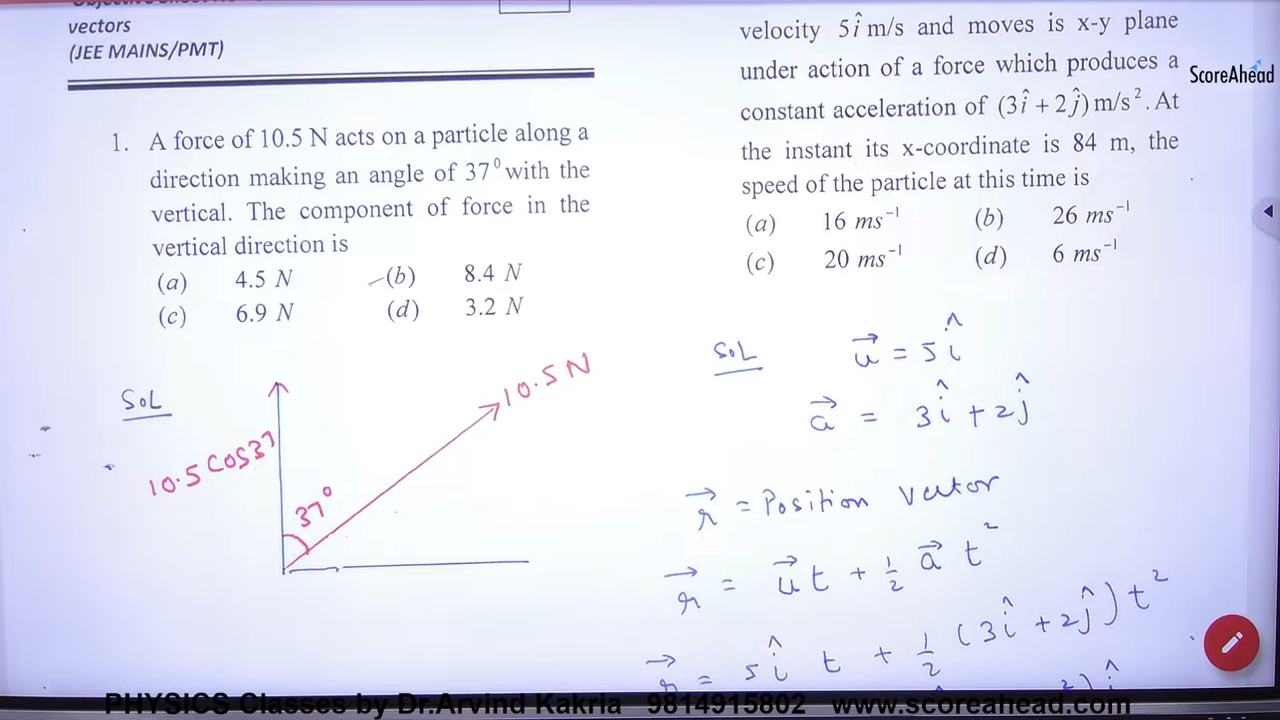 vectors
(JEE MAINS/PMT)
1. A force of 10.5 N acts on a particle along a
direction making an angle of 37⁰ with the
vertical. The component of force in the
vertical direction is
(a) 4.5 N (b) 8.4 N
(c) 6.9 N (d) 3.2 N
SOL
10.5 N
10.5 COS37
37⁰
velocity 5î m/s and moves is x-y plane
under action of a force which produces a
constant acceleration of (3î + 2ĵ) m/s². At
the instant its x-coordinate is 84 m, the
speed of the particle at this time is
(a) 16 ms⁻¹ (b) 26 ms⁻¹
(c) 20 ms⁻¹ (d) 6 ms⁻¹
SOL u⃗ = 5î
a⃗ = 3î + 2ĵ
r⃗ = Position vector
r⃗ = u⃗t + ½ a⃗ t²
r⃗ = 5î t + ½ (3î + 2ĵ) t²
ScoreAhead
PHYSICS Classes by Dr.Arvind Kakria 9814915802 www.scoreahead.com